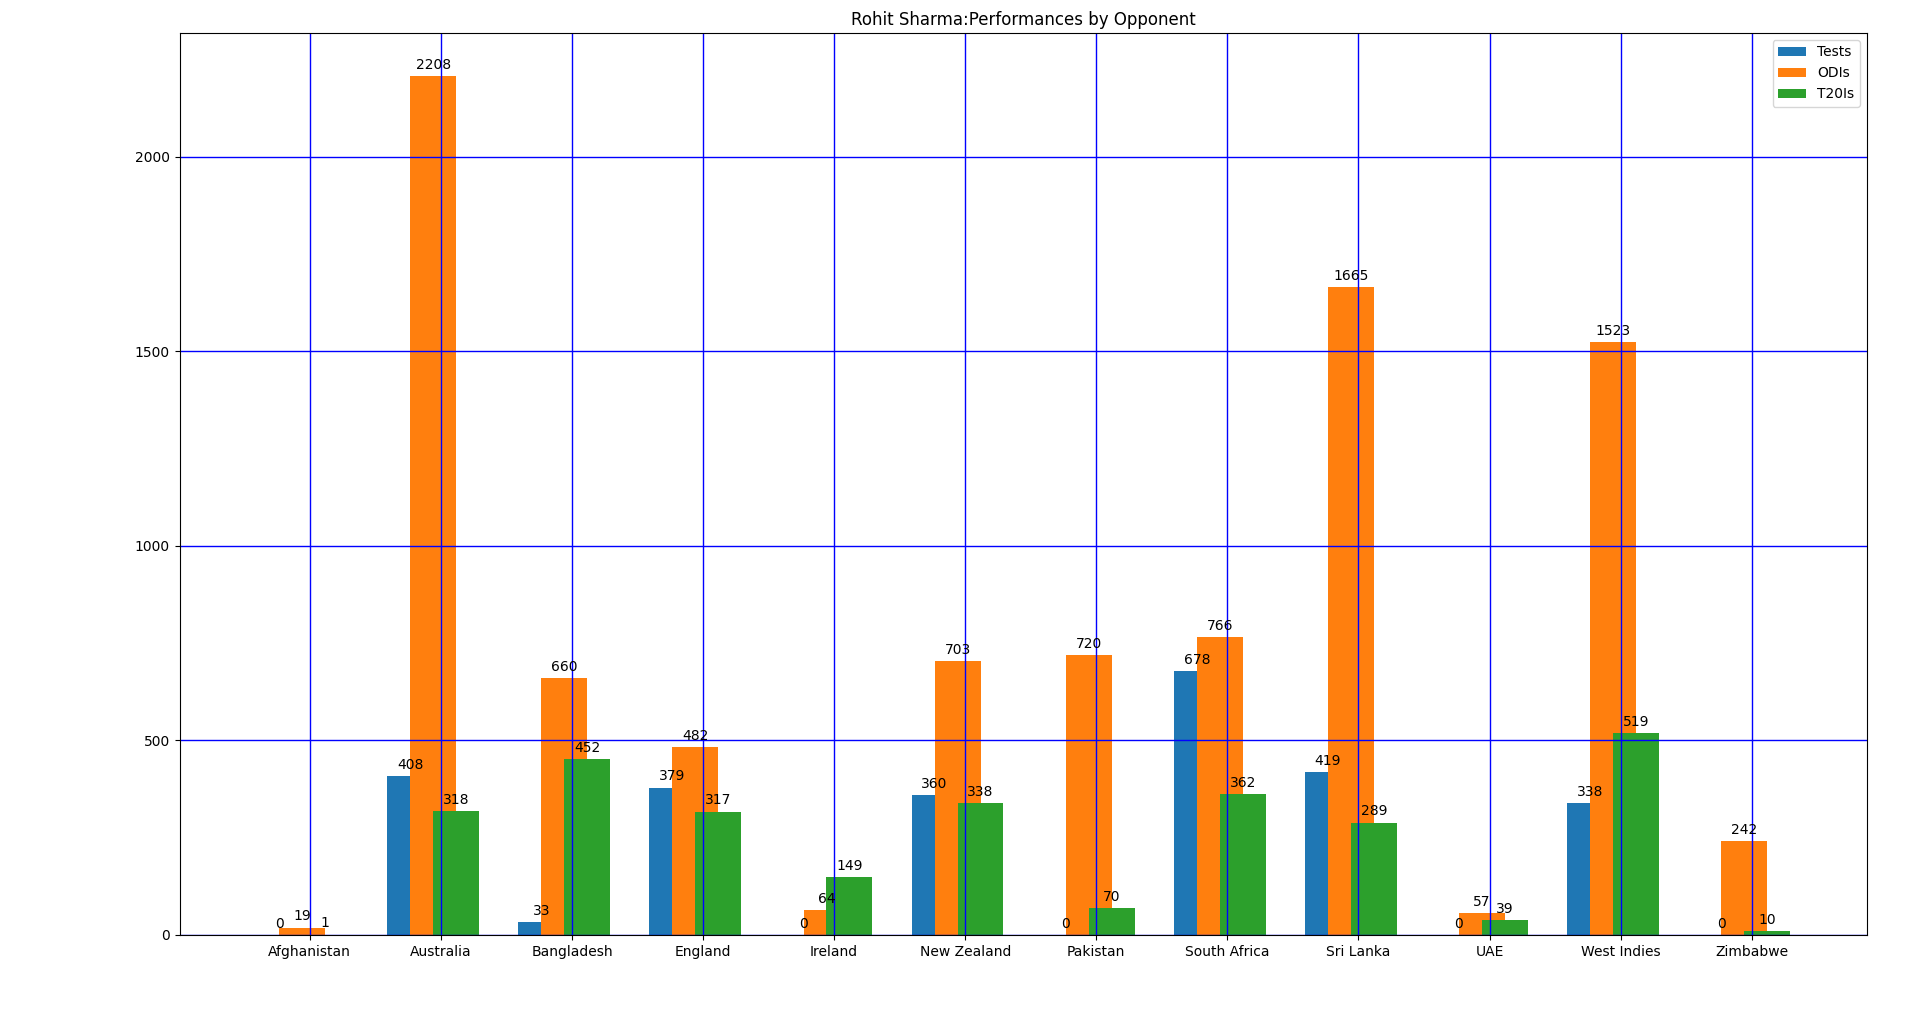 Rohit Sharma:Performances by Opponent
Tests
ODIs
T20Is
2000
1500
1000
500
0
0 19 1
408 2208 318
33 660 452
379 482 317
0 64 149
360 703 338
0 720 70
678 766 362
419 1665 289
0 57 39
338 1523 519
0 242 10
Afghanistan Australia Bangladesh England Ireland New Zealand Pakistan South Africa Sri Lanka UAE West Indies Zimbabwe